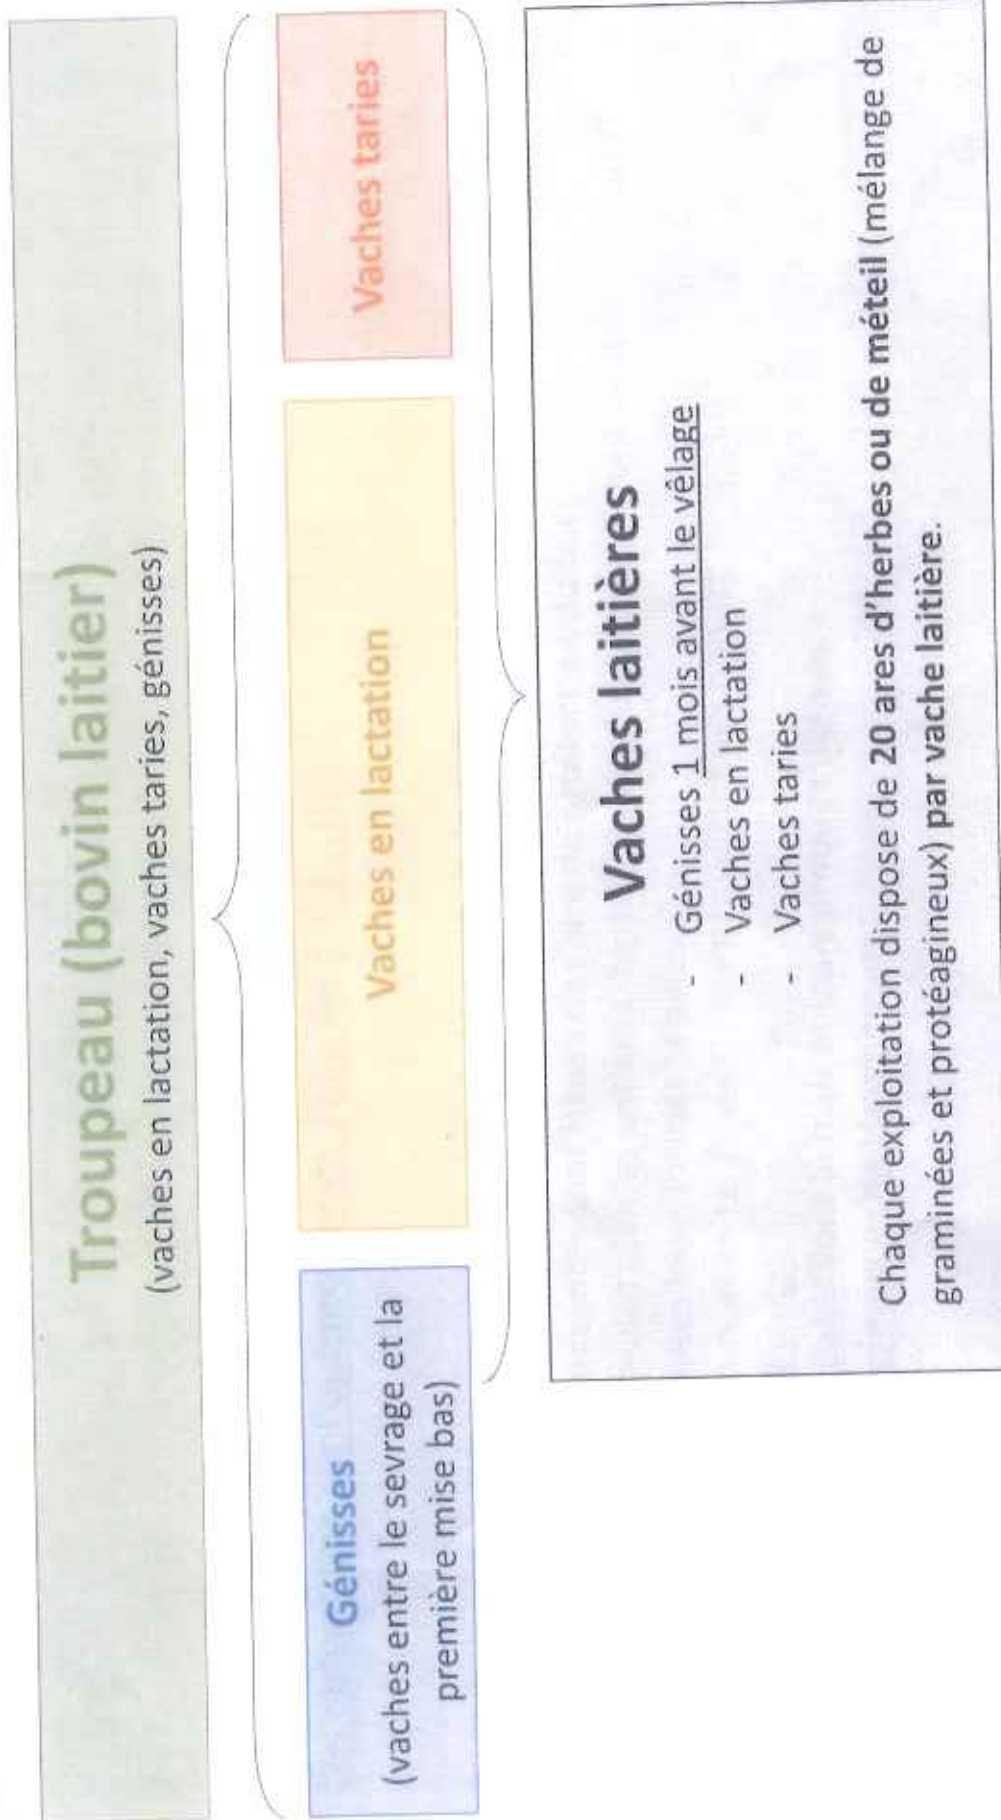 Troupeau (bovin laitier)
(vaches en lactation, vaches taries, génisses)
Génisses
(vaches entre le sevrage et la
première mise bas)
Vaches en lactation
Vaches taries
Vaches laitières
- Génisses 1 mois avant le vêlage
- Vaches en lactation
- Vaches taries
Chaque exploitation dispose de 20 ares d'herbes ou de méteil (mélange de
graminées et protéagineux) par vache laitière.